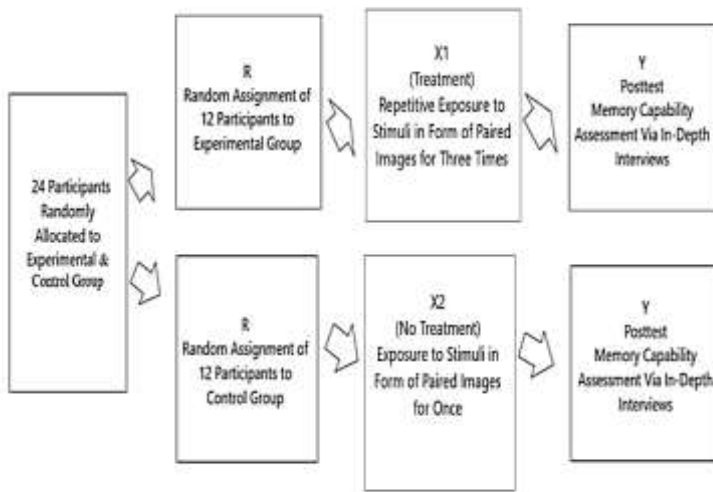 24 Participants
Randomly
Allocated to
Experimental &
Control Group
R
Random Assignment of
12 Participants to
Experimental Group
X1
(Treatment)
Repetitive Exposure to
Stimuli in Form of Paired
Images for Three Times
Y
Posttest
Memory Capability
Assessment Via In-Depth
Interviews
R
Random Assignment of
12 Participants to
Control Group
X2
(No Treatment)
Exposure to Stimuli in
Form of Paired Images
for Once
Y
Posttest
Memory Capability
Assessment Via In-Depth
Interviews